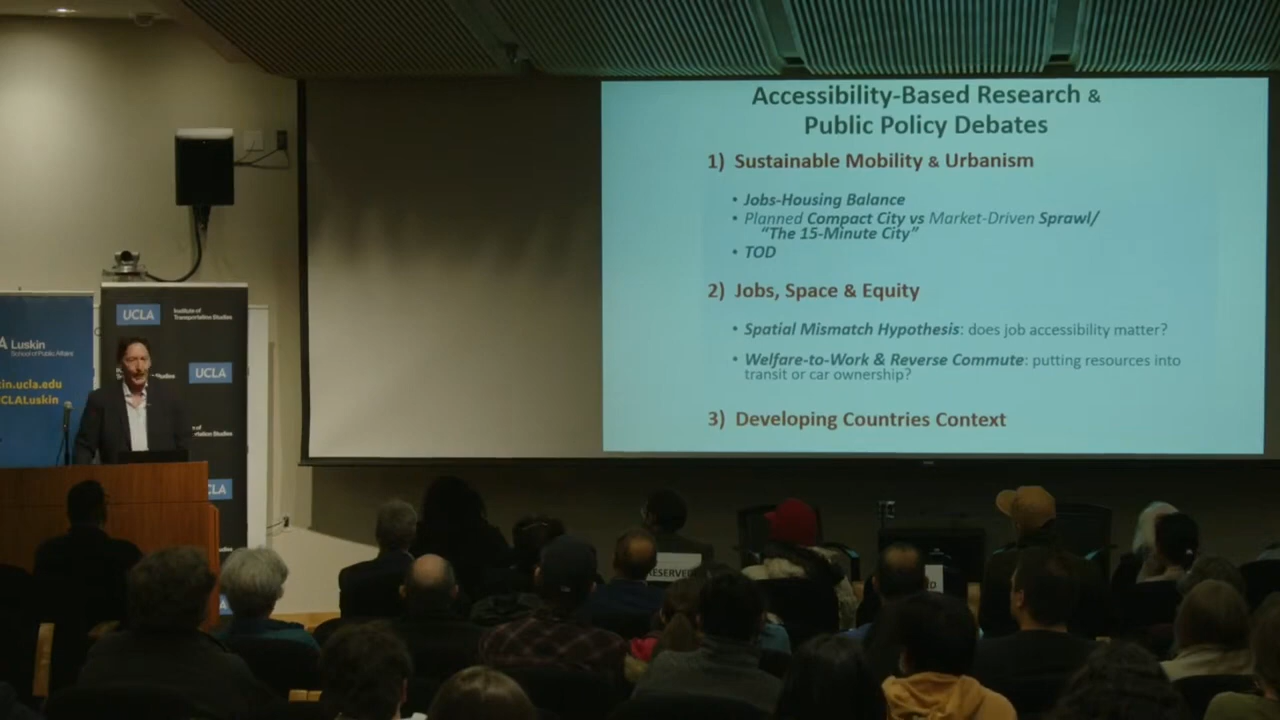 Accessibility-Based Research &
Public Policy Debates
1) Sustainable Mobility & Urbanism
• Jobs-Housing Balance
• Planned Compact City vs Market-Driven Sprawl/
"The 15-Minute City"
• TOD
2) Jobs, Space & Equity
• Spatial Mismatch Hypothesis: does job accessibility matter?
• Welfare-to-Work & Reverse Commute: putting resources into
transit or car ownership?
3) Developing Countries Context
UCLA
Institute of
Transportation Studies
A Luskin
School of Public Affairs
UCLA
kin.ucla.edu
CLALuskin
CLA
RESERVED